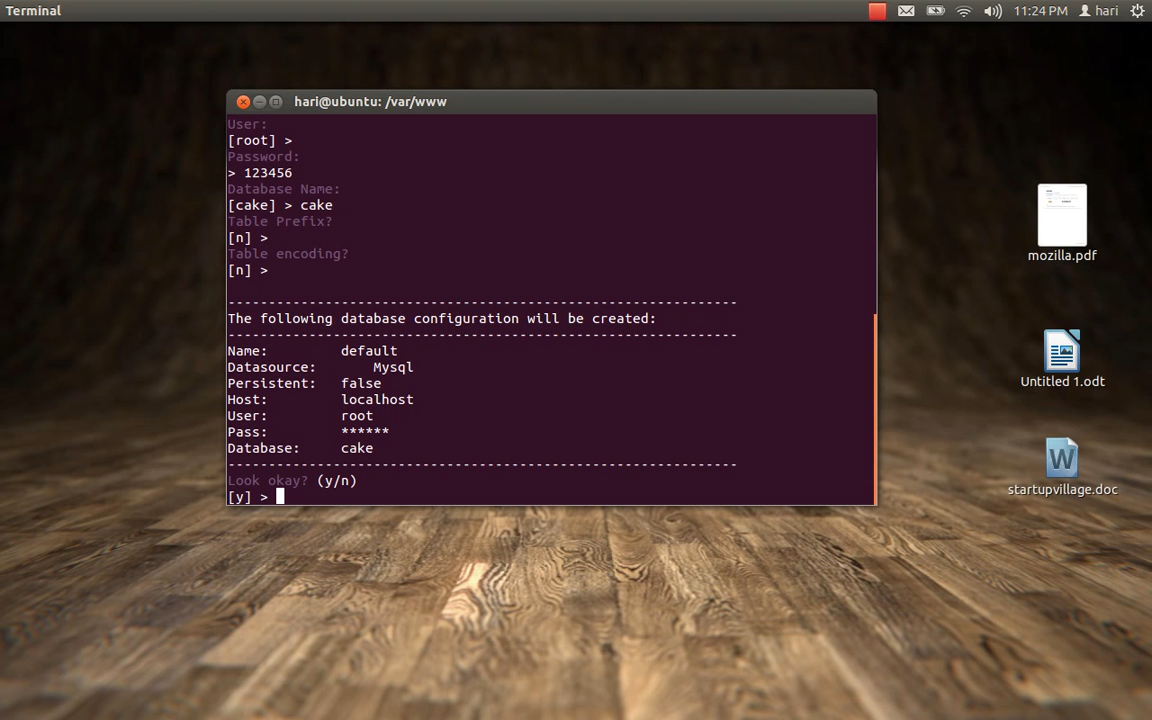 Terminal
11:24 PM
hari
hari@ubuntu: /var/www
User:
[root] >
Password:
> 123456
Database Name:
[cake] > cake
Table Prefix?
[n] >
Table encoding?
[n] >
---------------------------------------------------------------
The following database configuration will be created:
---------------------------------------------------------------
Name: default
Datasource: Mysql
Persistent: false
Host: localhost
User: root
Pass: ******
Database: cake
---------------------------------------------------------------
Look okay? (y/n)
[y] >
mozilla.pdf
Untitled 1.odt
W
startupvillage.doc